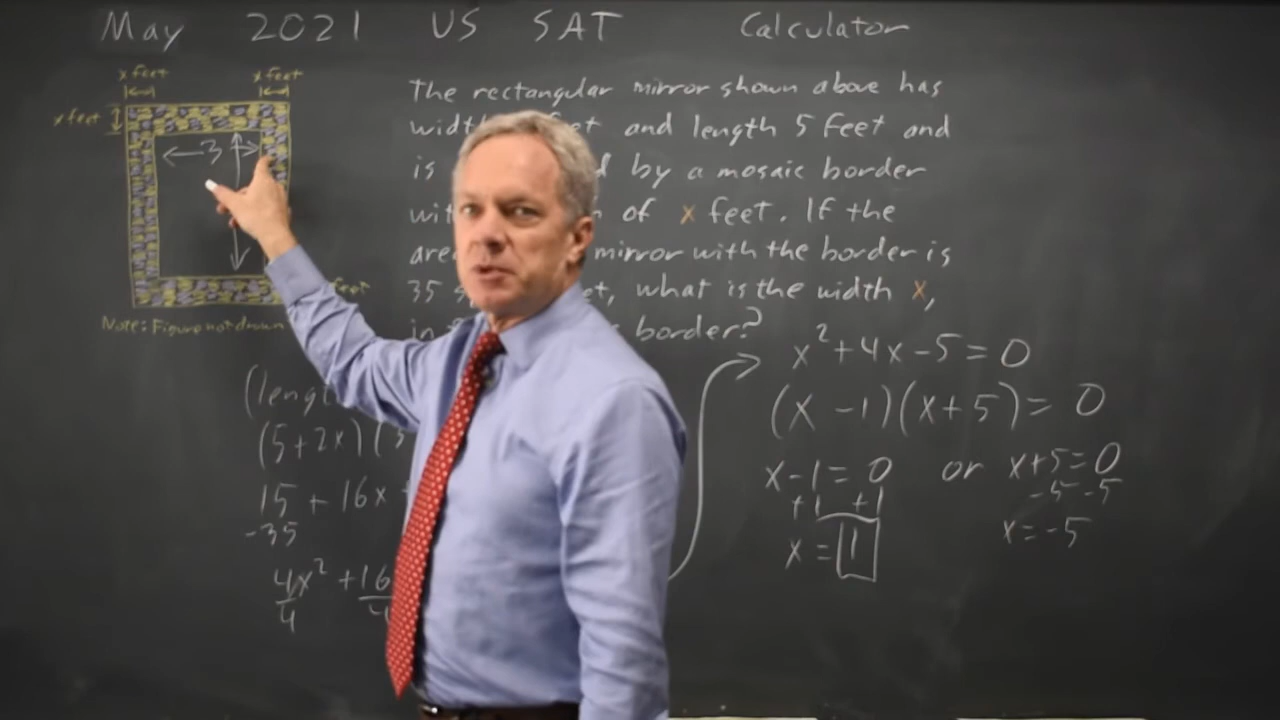 May 2021 US SAT Calculator
x feet x feet
x feet
3
feet
Note: Figure not drawn
The rectangular mirror shown above has
and length 5 feet and
is by a mosaic border
of x feet. If the
mirror with the border is
35 what is the width x,
in border?
(5+2x)(
15 + 16x
-35
4x² + 16
4 4
x² + 4x - 5 = 0
(x - 1)(x + 5) = 0
x - 1 = 0 or x + 5 = 0
+1 +1 -5 -5
x = 1 x = -5